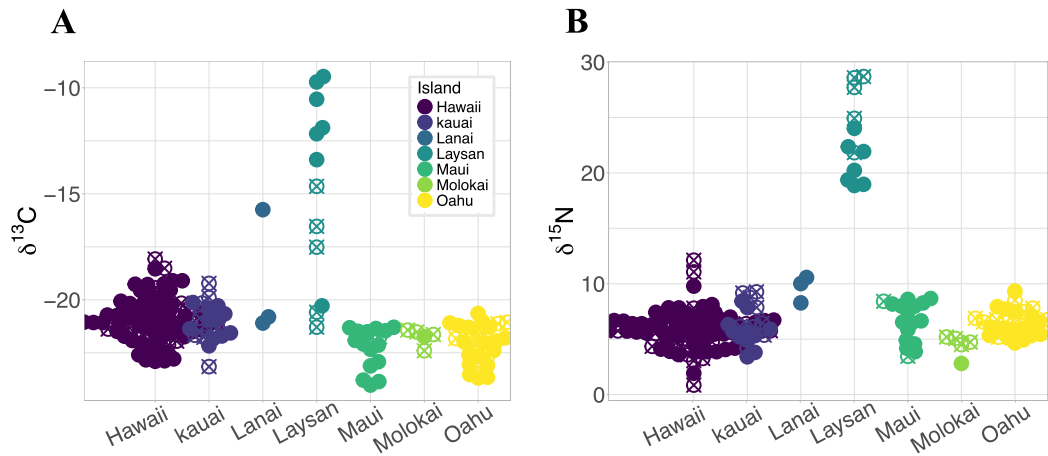 A
δ13C
−10
−15
−20
Island
Hawaii
kauai
Lanai
Laysan
Maui
Molokai
Oahu
Hawaii
kauai
Lanai
Laysan
Maui
Molokai
Oahu
B
δ15N
30
20
10
0
Hawaii
kauai
Lanai
Laysan
Maui
Molokai
Oahu